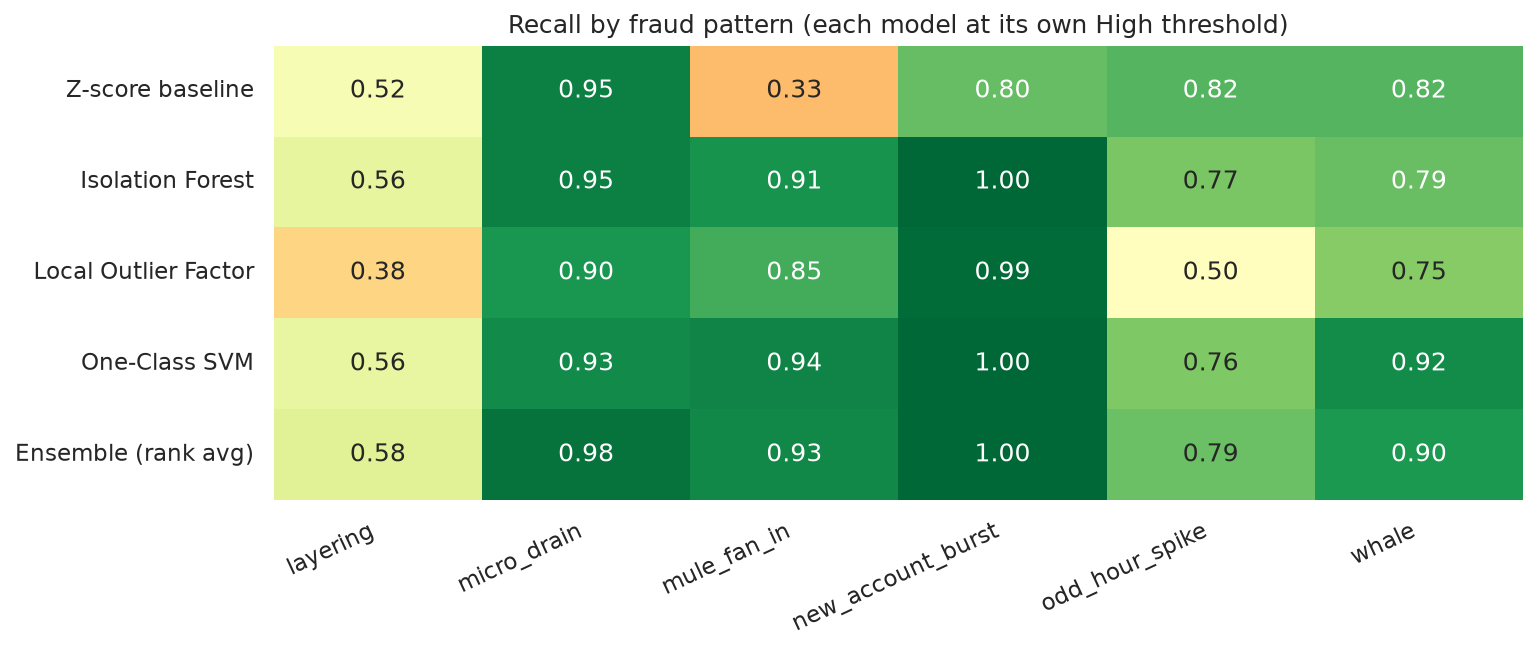 Recall by fraud pattern (each model at its own High threshold)
Z-score baseline 0.52 0.95 0.33 0.80 0.82 0.82
Isolation Forest 0.56 0.95 0.91 1.00 0.77 0.79
Local Outlier Factor 0.38 0.90 0.85 0.99 0.50 0.75
One-Class SVM 0.56 0.93 0.94 1.00 0.76 0.92
Ensemble (rank avg) 0.58 0.98 0.93 1.00 0.79 0.90
layering micro_drain mule_fan_in new_account_burst odd_hour_spike whale